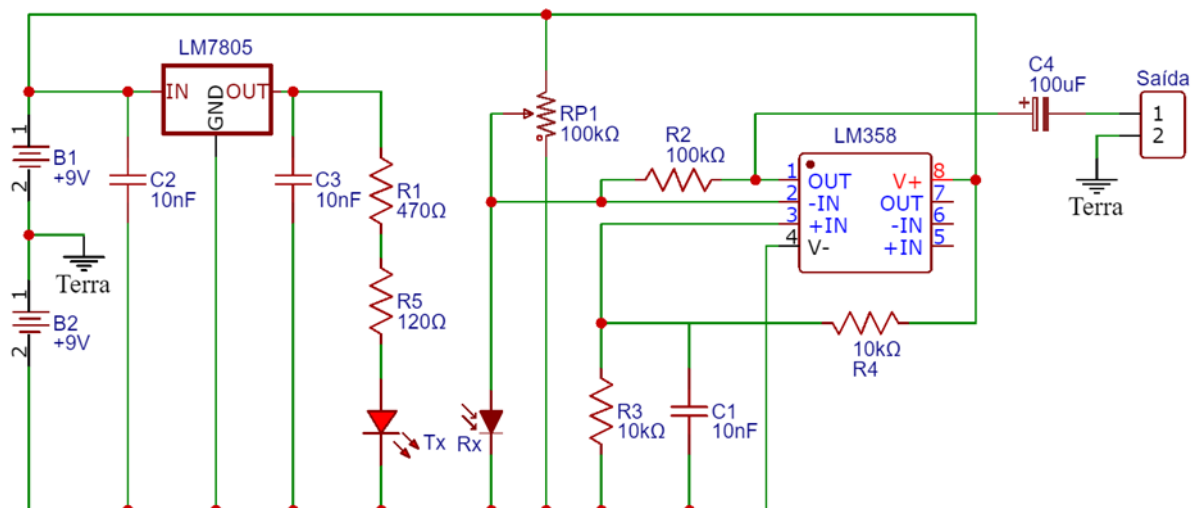 LM7805
IN
OUT
GND
1
B1
+9V
2
C2
10nF
C3
10nF
R1
470Ω
R5
120Ω
Terra
1
B2
+9V
2
Tx
Rx
RP1
100kΩ
R2
100kΩ
LM358
1
OUT
2
-IN
3
+IN
4
V-
V+
8
OUT
7
-IN
6
+IN
5
C4
100uF
+
Saída
1
2
Terra
R3
10kΩ
C1
10nF
10kΩ
R4